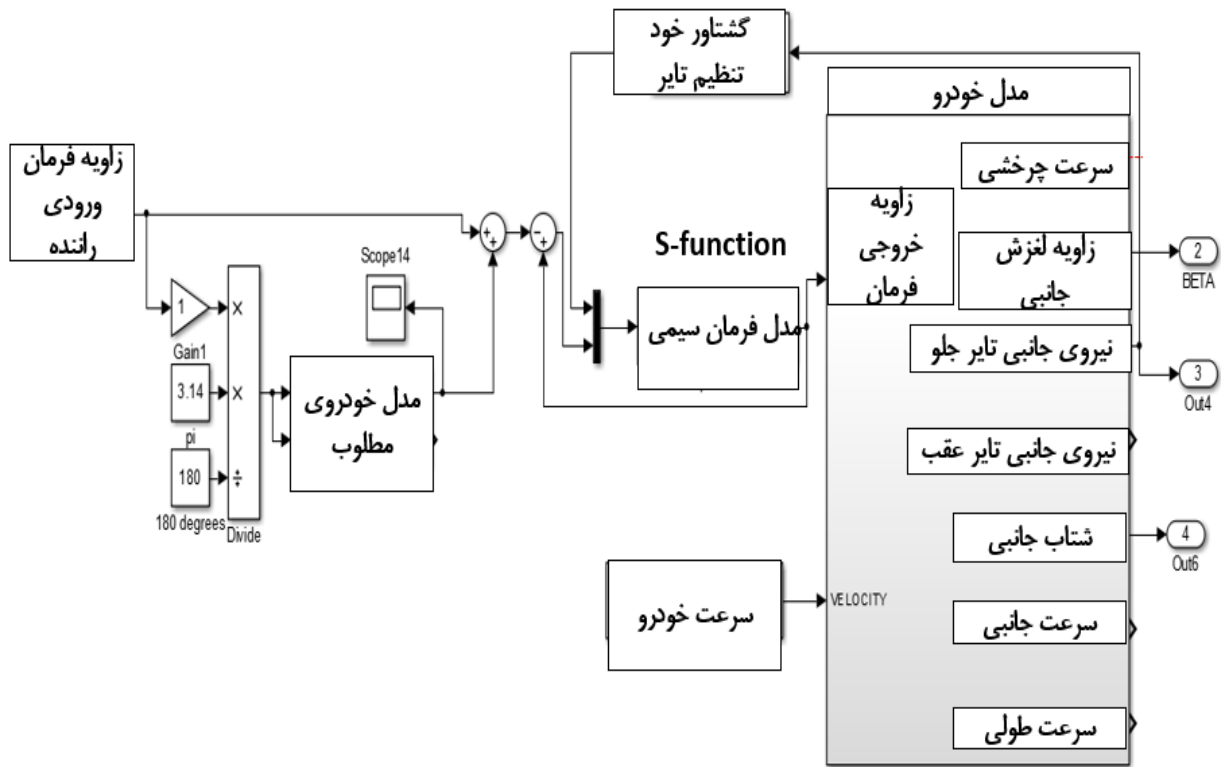 گشتاور خود
تنظیم تایر
مدل خودرو
زاویه فرمان
ورودی
راننده
سرعت چرخشی
زاویه
خروجی
فرمان
زاویه لغزش
جانبی
2
BETA
S-function
Scope14
+
+
-
+
1
Gain1
×
مدل فرمان سیمی
نیروی جانبی تایر جلو
3
Out4
3.14
pi
×
مدل خودروی
مطلوب
نیروی جانبی تایر عقب
180
180 degrees
÷
Divide
شتاب جانبی
4
Out6
سرعت خودرو
VELOCITY
سرعت جانبی
سرعت طولی